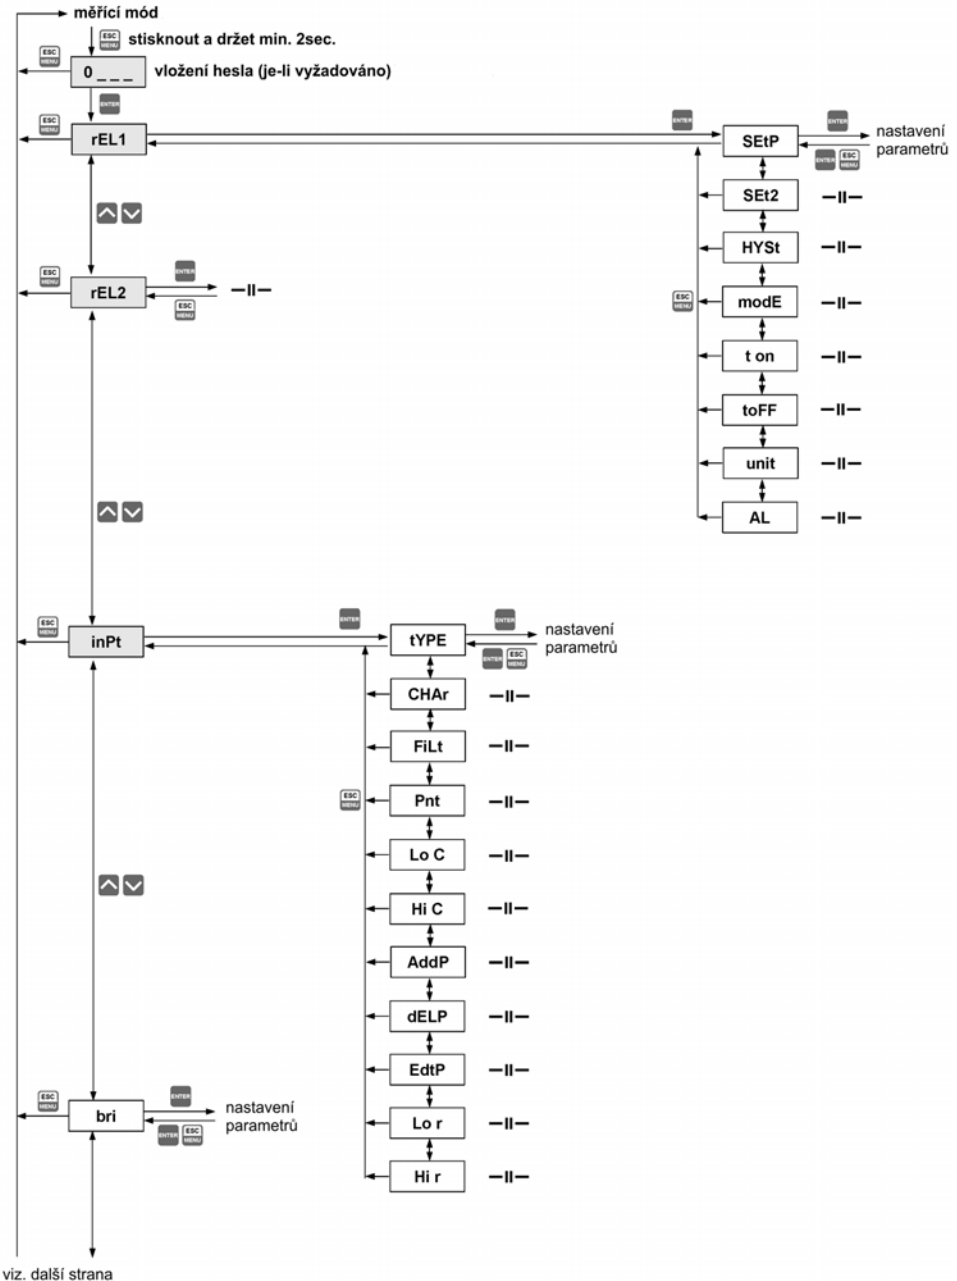 měřící mód
ESC
MENU
stisknout a držet min. 2sec.
ESC
MENU
0 _ _ _
vložení hesla (je-li vyžadováno)
ENTER
ESC
MENU
rEL1
ENTER
SEtP
ENTER
nastavení
parametrů
ENTER
ESC
MENU
SEt2
—II—
HYSt
—II—
ESC
MENU
rEL2
ENTER
ESC
MENU
—II—
ESC
MENU
modE
—II—
t on
—II—
toFF
—II—
unit
—II—
AL
—II—
ESC
MENU
inPt
ENTER
tYPE
ENTER
nastavení
parametrů
ENTER
ESC
MENU
CHAr
—II—
FiLt
—II—
ESC
MENU
Pnt
—II—
Lo C
—II—
Hi C
—II—
AddP
—II—
dELP
—II—
EdtP
—II—
ESC
MENU
bri
ENTER
nastavení
parametrů
ENTER
ESC
MENU
Lo r
—II—
Hi r
—II—
viz. další strana